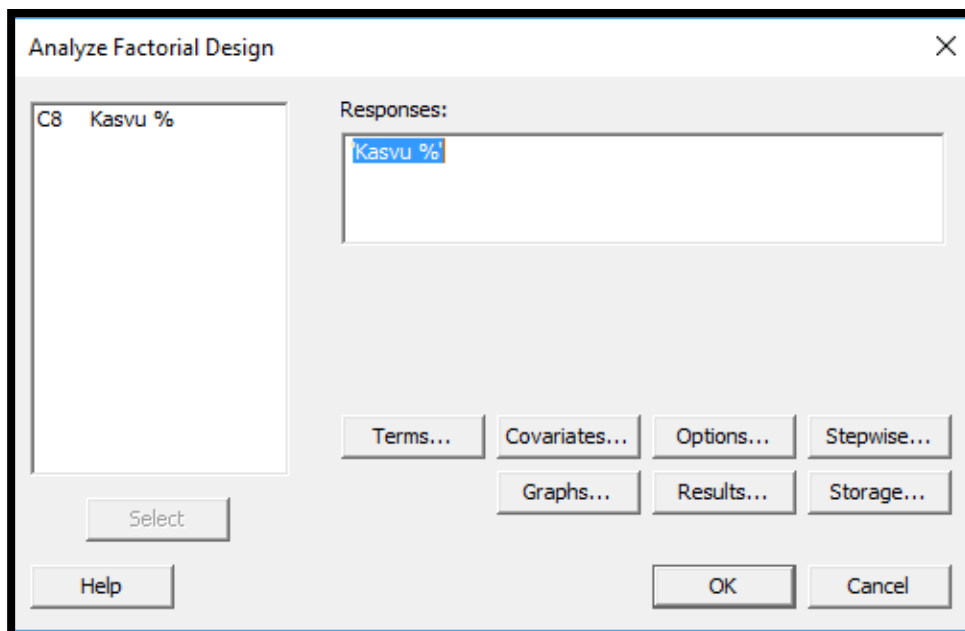 Analyze Factorial Design
C8 Kasvu %
Responses:
'Kasvu %'
Terms...
Covariates...
Options...
Stepwise...
Graphs...
Results...
Storage...
Select
Help
OK
Cancel